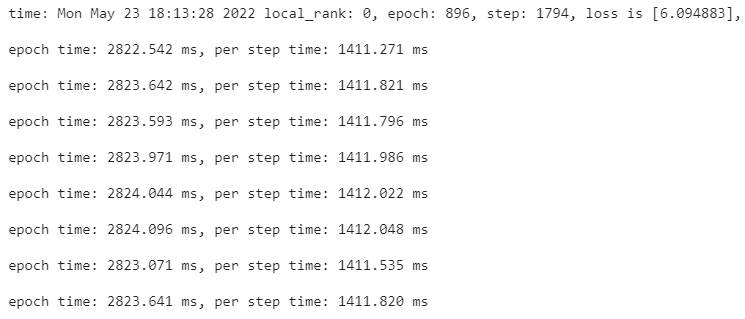 time: Mon May 23 18:13:28 2022 local_rank: 0, epoch: 896, step: 1794, loss is [6.094883],
epoch time: 2822.542 ms, per step time: 1411.271 ms
epoch time: 2823.642 ms, per step time: 1411.821 ms
epoch time: 2823.593 ms, per step time: 1411.796 ms
epoch time: 2823.971 ms, per step time: 1411.986 ms
epoch time: 2824.044 ms, per step time: 1412.022 ms
epoch time: 2824.096 ms, per step time: 1412.048 ms
epoch time: 2823.071 ms, per step time: 1411.535 ms
epoch time: 2823.641 ms, per step time: 1411.820 ms